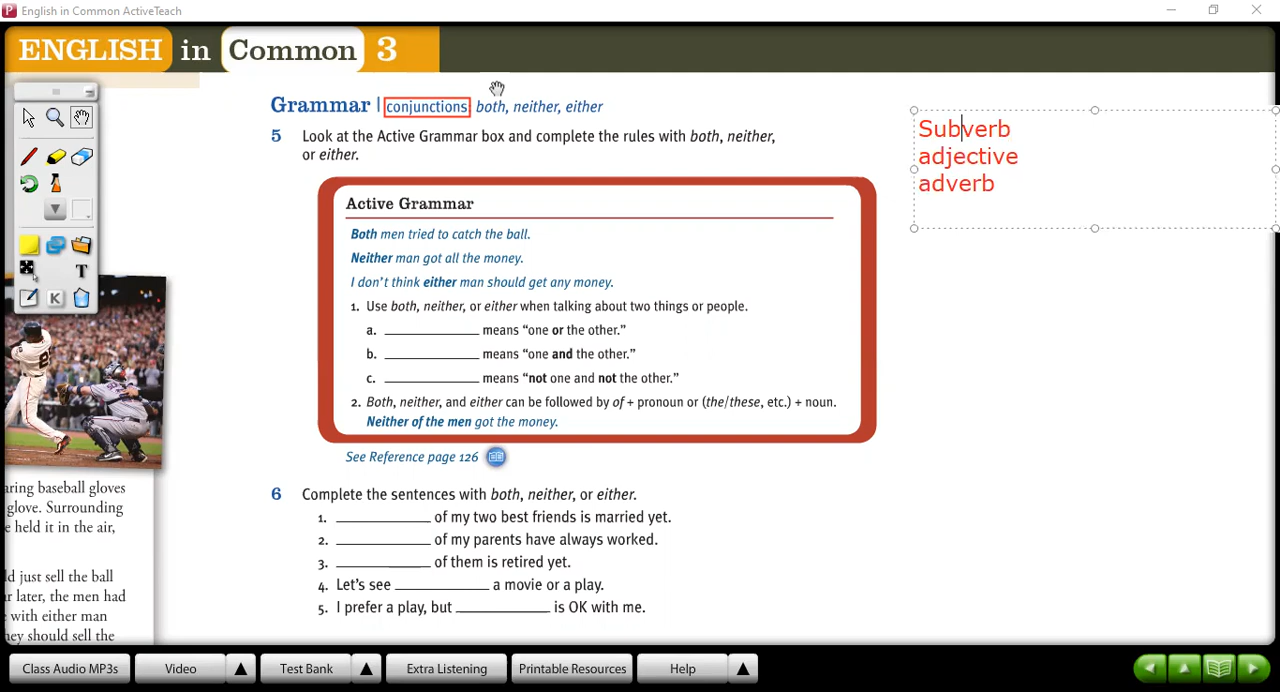 English in Common ActiveTeach
ENGLISH in Common 3
Grammar | conjunctions both, neither, either
5 Look at the Active Grammar box and complete the rules with both, neither,
or either.
Active Grammar
Both men tried to catch the ball.
Neither man got all the money.
I don't think either man should get any money.
1. Use both, neither, or either when talking about two things or people.
a. ____________ means "one or the other."
b. ____________ means "one and the other."
c. ____________ means "not one and not the other."
2. Both, neither, and either can be followed by of + pronoun or (the/these, etc.) + noun.
Neither of the men got the money.
See Reference page 126
6 Complete the sentences with both, neither, or either.
1. ____________ of my two best friends is married yet.
2. ____________ of my parents have always worked.
3. ____________ of them is retired yet.
4. Let's see ____________ a movie or a play.
5. I prefer a play, but ____________ is OK with me.
Subverb
adjective
adverb
T
K
aring baseball gloves
glove. Surrounding
e held it in the air,
ld just sell the ball
ar later, the men had
with either man
hey should sell the
Class Audio MP3s
Video
Test Bank
Extra Listening
Printable Resources
Help